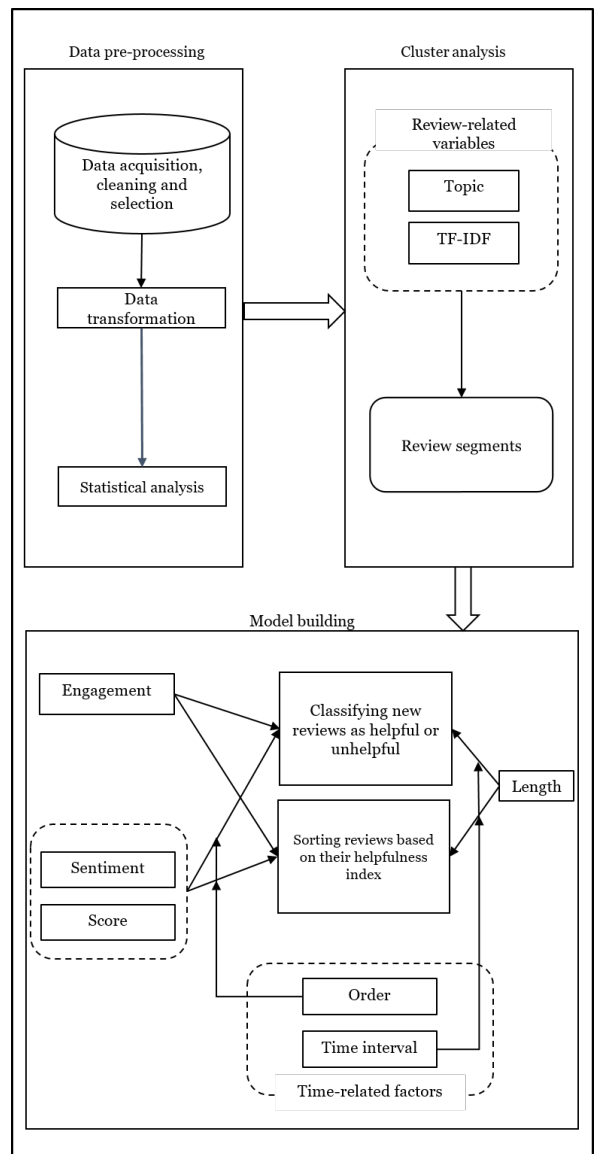 Data pre-processing
Data acquisition,
cleaning and
selection
Data
transformation
Statistical analysis
Cluster analysis
Review-related
variables
Topic
TF-IDF
Review segments
Model building
Engagement
Classifying new
reviews as helpful or
unhelpful
Length
Sorting reviews based
on their helpfulness
index
Sentiment
Score
Order
Time interval
Time-related factors